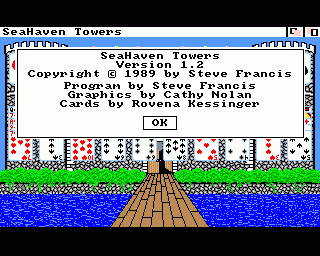 SeaHaven Towers
SeaHaven Towers
Version 1.2
Copyright © 1989 by Steve Francis
Program by Steve Francis
Graphics by Cathy Nolan
Cards by Rovena Kessinger
OK